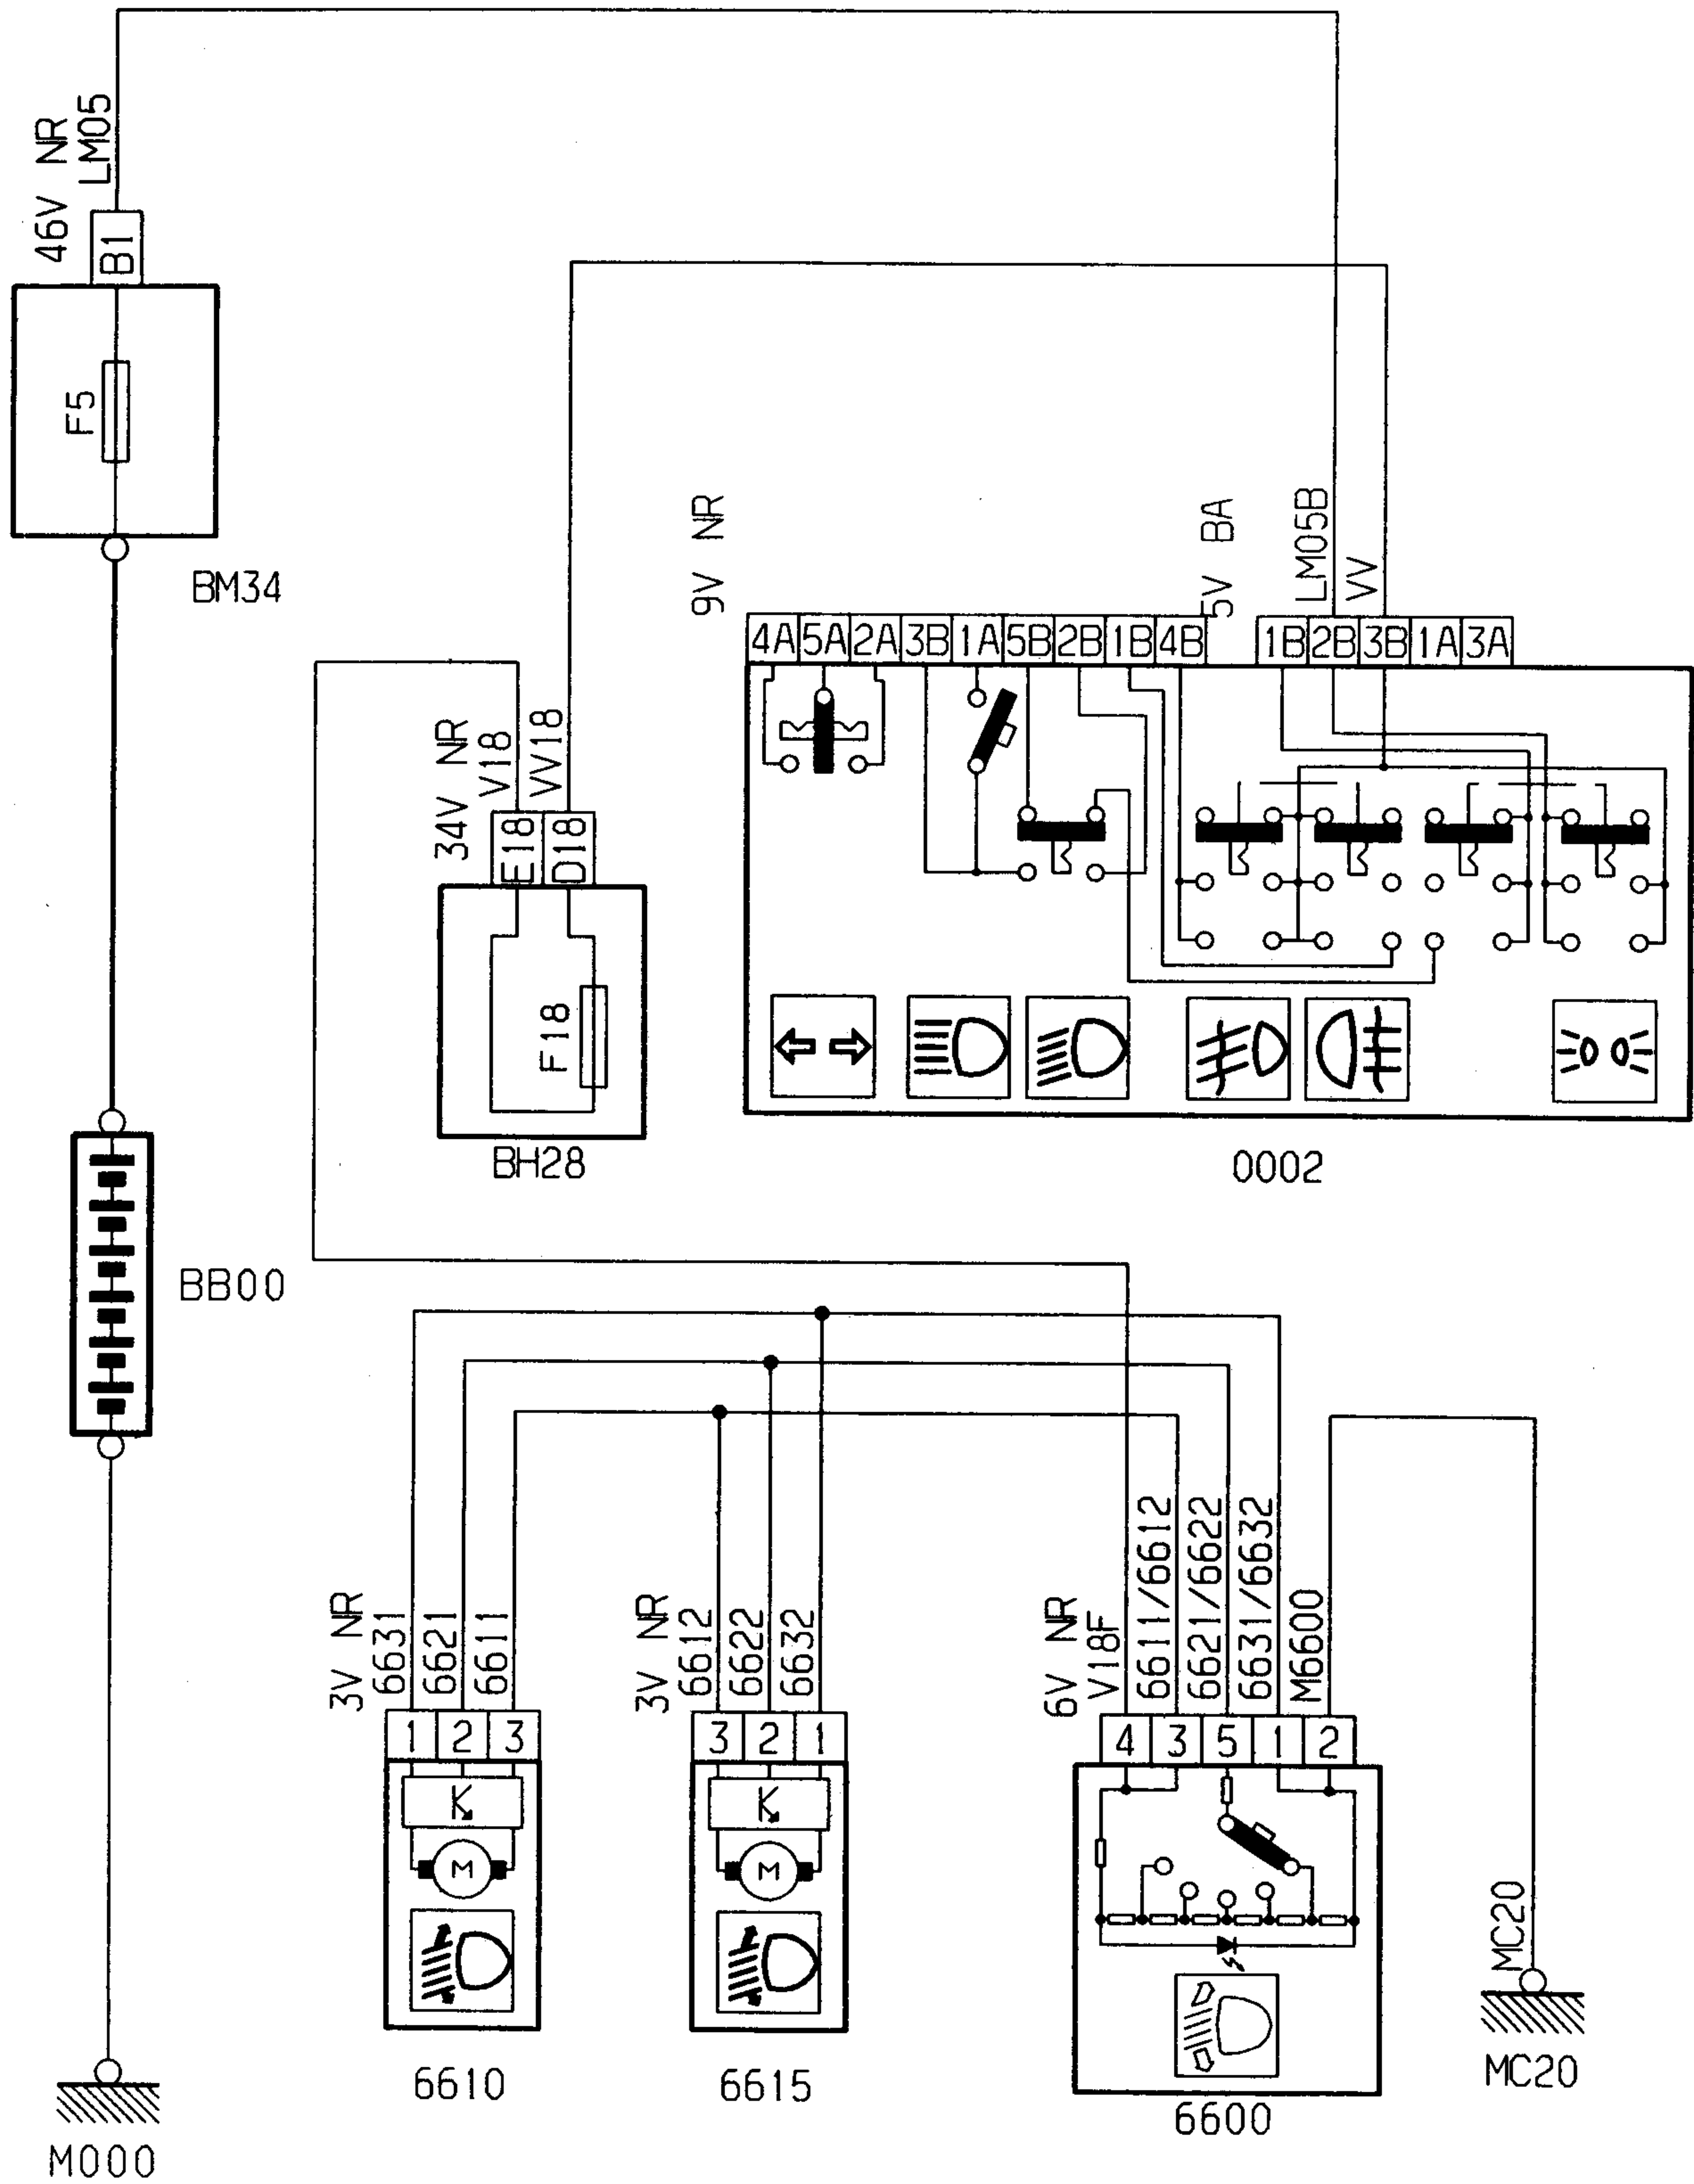 46V NR
LM05
B1
F5
BM34
9V NR
5V BA
LM05B
VV
4A 5A 2A 3B 1A 5B 2B 1B 4B
1B 2B 3B 1A 3A
34V NR
V18
VV18
E18
D18
F18
BH28
0002
BB00
3V NR
6631
6621
6611
1 2 3
K
M
6610
3V NR
6612
6622
6632
3 2 1
K
M
6615
6V NR
V18F
6611/6612
6621/6622
6631/6632
M6600
4 3 5 1 2
6600
MC20
MC20
M000